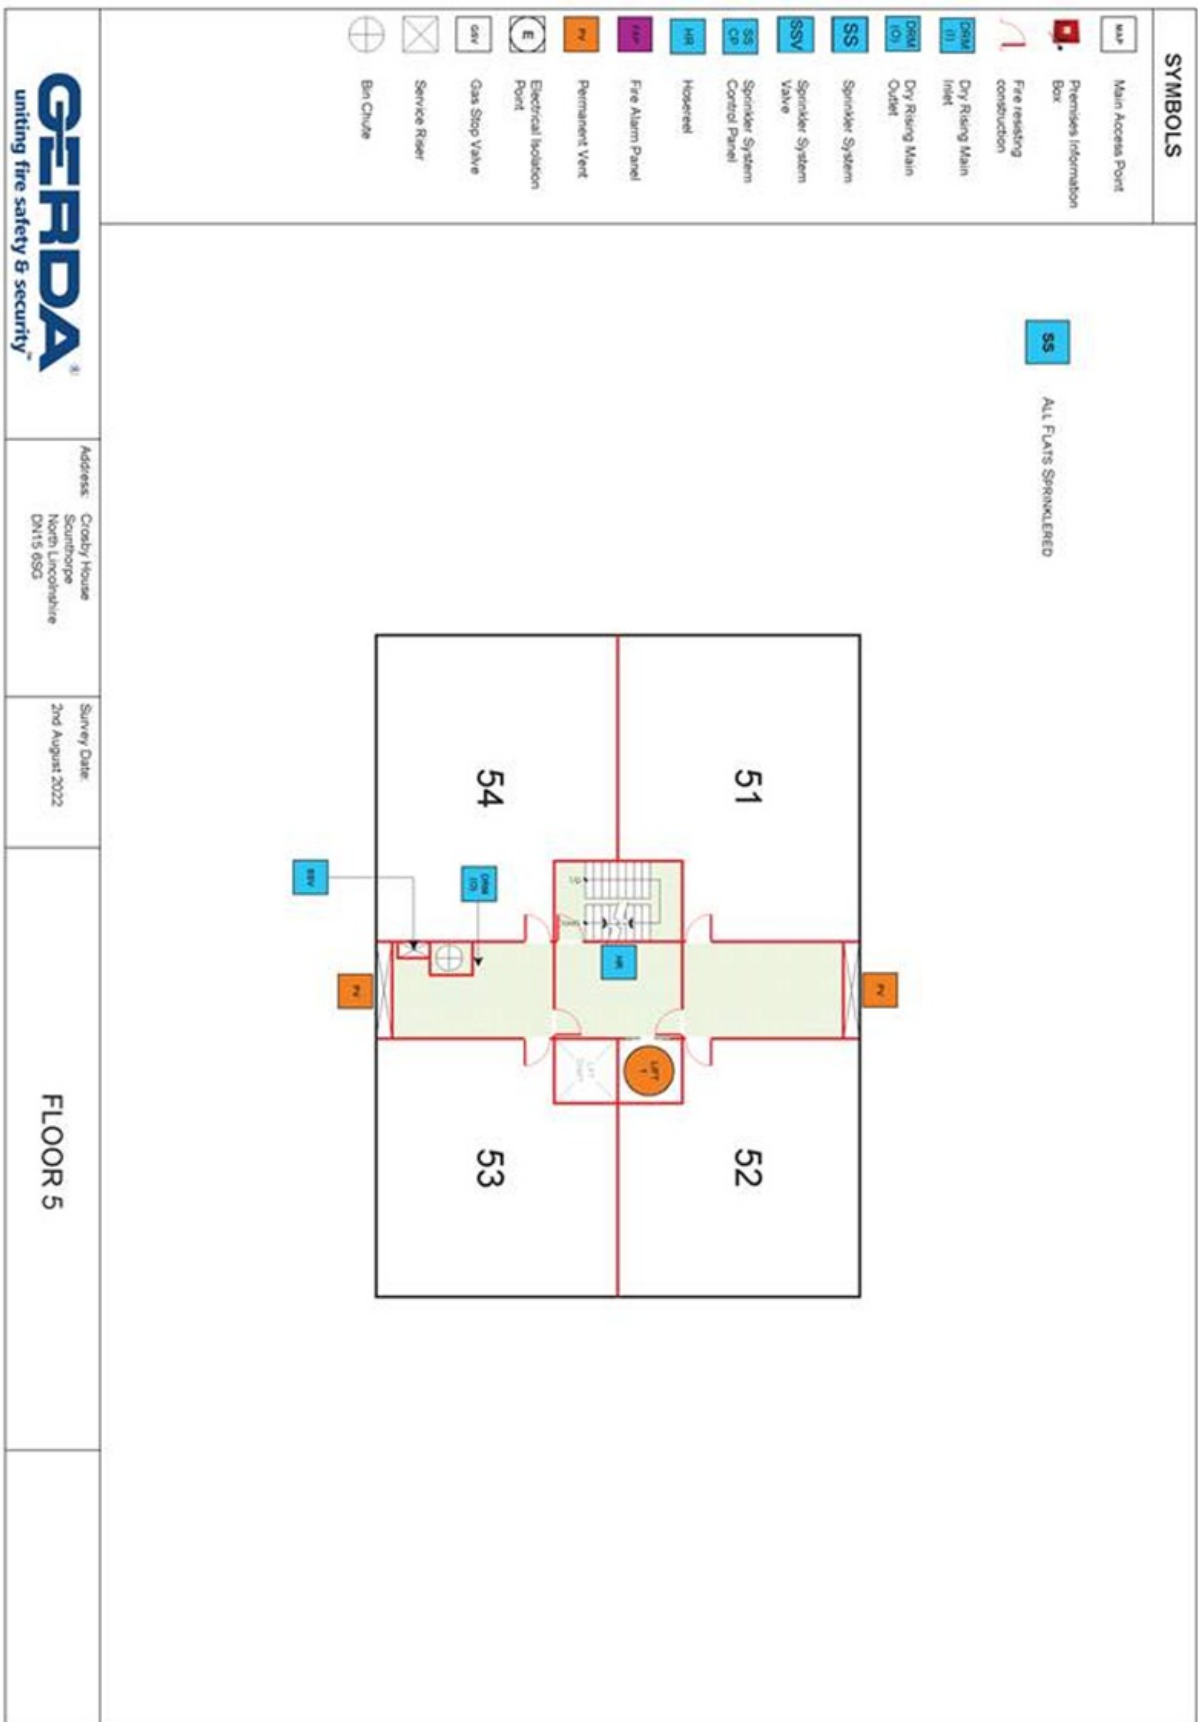 SYMBOLS
MAP
Main Access Point
Premises Information
Box
Fire resisting
construction
DRM
(I)
Dry Rising Main
Inlet
DRM
(O)
Dry Rising Main
Outlet
SS
Sprinkler System
SSV
Sprinkler System
Valve
SS
CP
Sprinkler System
Control Panel
HR
Hosereel
FAP
Fire Alarm Panel
PV
Permanent Vent
E
Electrical Isolation
Point
GSV
Gas Stop Valve
Service Riser
Bin Chute
SS
ALL FLATS SPRINKLERED
51
52
54
53
PV
HR
LIFT
1
LIFT
SHAFT
UP
DRM
(O)
SSV
PV
GERDA®
uniting fire safety & security™
Address: Crosby House
Scunthorpe
North Lincolnshire
DN15 6SG
Survey Date:
2nd August 2022
FLOOR 5